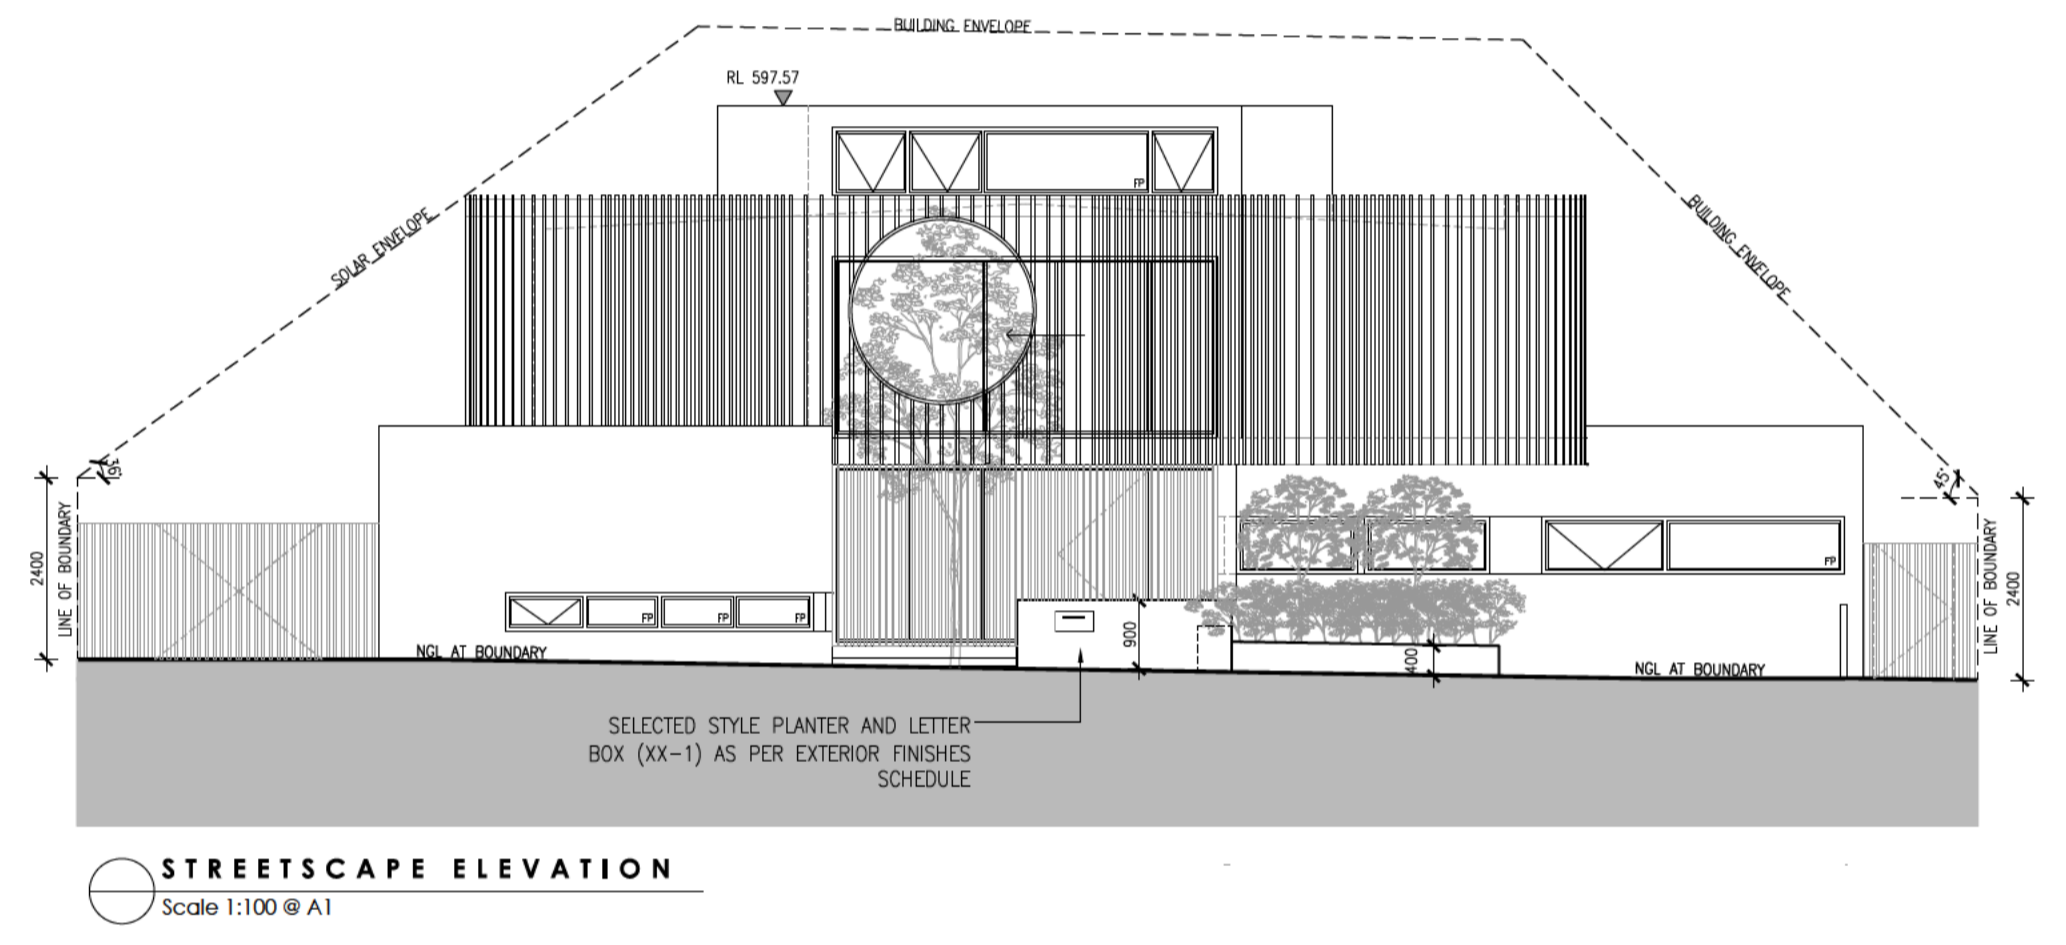 BUILDING ENVELOPE
RL 597.57
SOLAR ENVELOPE
BUILDING ENVELOPE
FP
36°
45°
2400
LINE OF BOUNDARY
FP
FP
FP
FP
900
400
LINE OF BOUNDARY
2400
NGL AT BOUNDARY
NGL AT BOUNDARY
SELECTED STYLE PLANTER AND LETTER
BOX (XX-1) AS PER EXTERIOR FINISHES
SCHEDULE
STREETSCAPE ELEVATION
Scale 1:100 @ A1